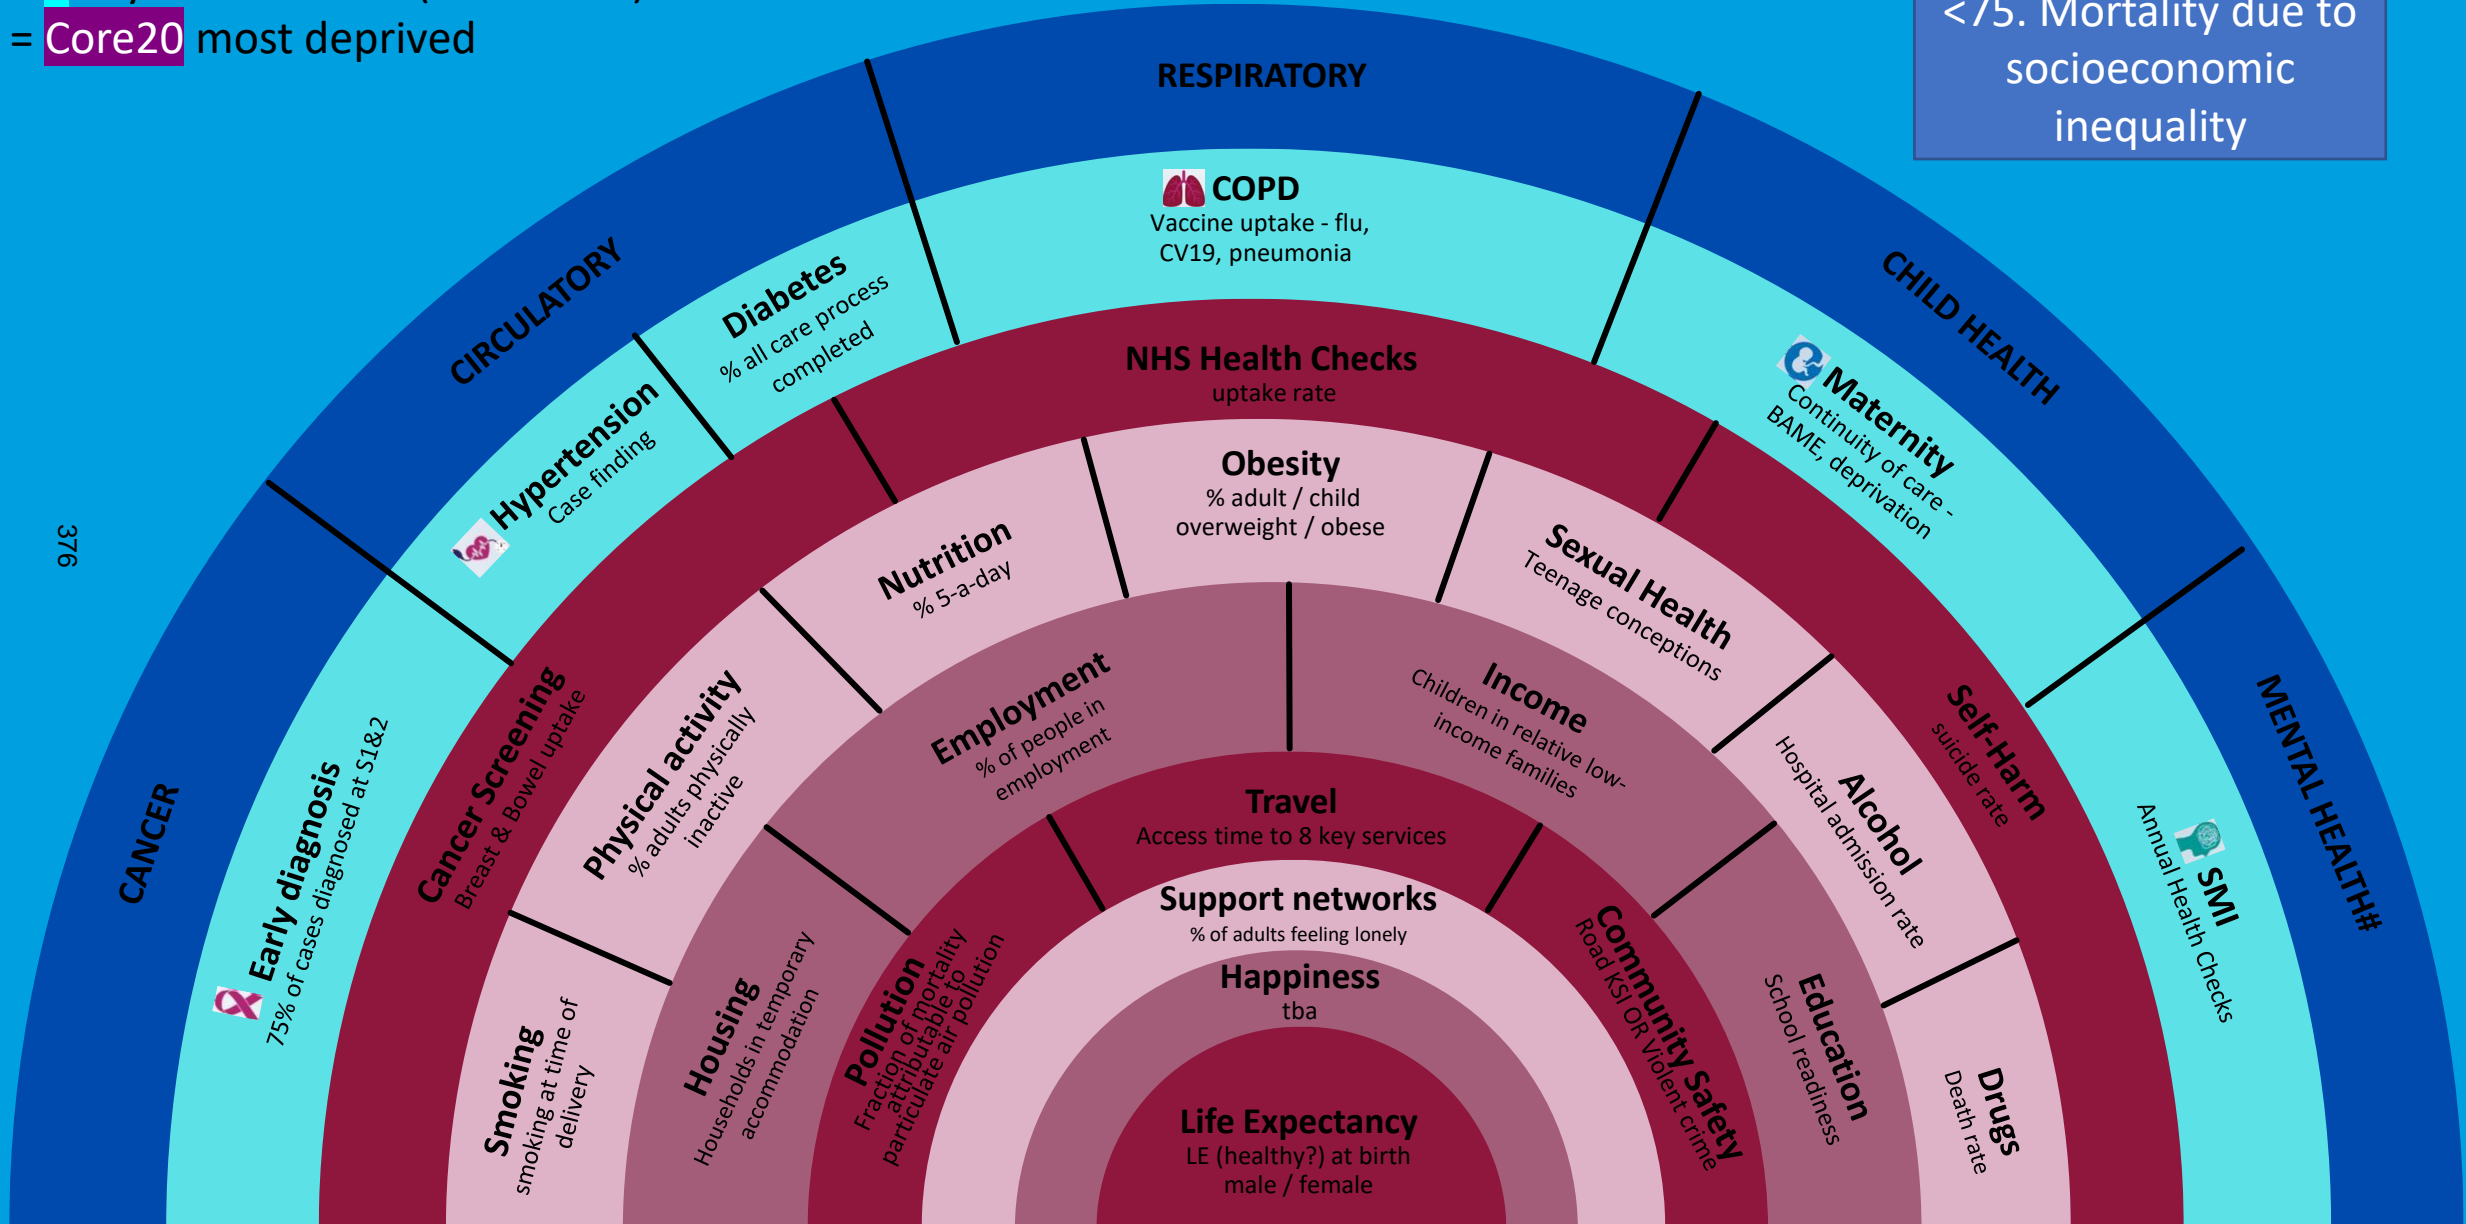 = Core20 most deprived
<75. Mortality due to
socioeconomic
inequality
376
CANCER
CIRCULATORY
RESPIRATORY
CHILD HEALTH
MENTAL HEALTH#
Early diagnosis
75% of cases diagnosed at S1&2
Hypertension
Case finding
Diabetes
% all care process
completed
COPD
Vaccine uptake - flu,
CV19, pneumonia
Maternity
Continuity of care -
BAME, deprivation
SMI
Annual Health Checks
Cancer Screening
Breast & Bowel uptake
NHS Health Checks
uptake rate
Self-Harm
suicide rate
Smoking
smoking at time of
delivery
Physical activity
% adults physically
inactive
Nutrition
% 5-a-day
Obesity
% adult / child
overweight / obese
Sexual Health
Teenage conceptions
Alcohol
Hospital admission rate
Drugs
Death rate
Housing
Households in temporary
accommodation
Employment
% of people in
employment
Income
Children in relative low-
income families
Education
School readiness
Pollution
Fraction of mortality
attributable to
particulate air pollution
Travel
Access time to 8 key services
Community Safety
Road KSI OR Violent crime
Support networks
% of adults feeling lonely
Happiness
tba
Life Expectancy
LE (healthy?) at birth
male / female